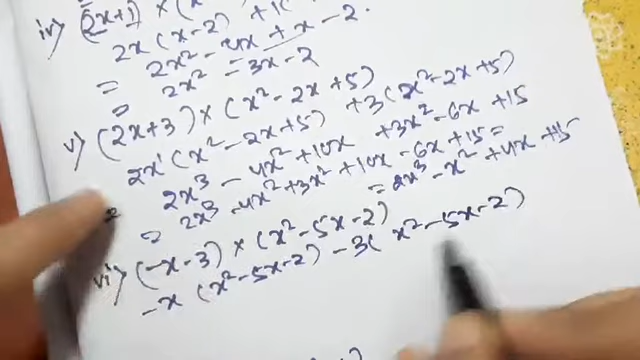 iv) (2x+1) × (x
2x(x-2) + 1(
= 2x² - 4x + x - 2.
= 2x² - 3x - 2
v) (2x+3) × (x² - 2x + 5)
2x(x² - 2x + 5) + 3(x² - 2x + 5)
2x³ - 4x² + 10x + 3x² - 6x + 15
= 2x³ - 4x² + 3x² + 10x - 6x + 15 =
= 2x³ - x² + 4x + 15
vi) (-x-3) × (x² - 5x - 2)
-x (x² - 5x - 2) - 3( x² - 5x - 2)